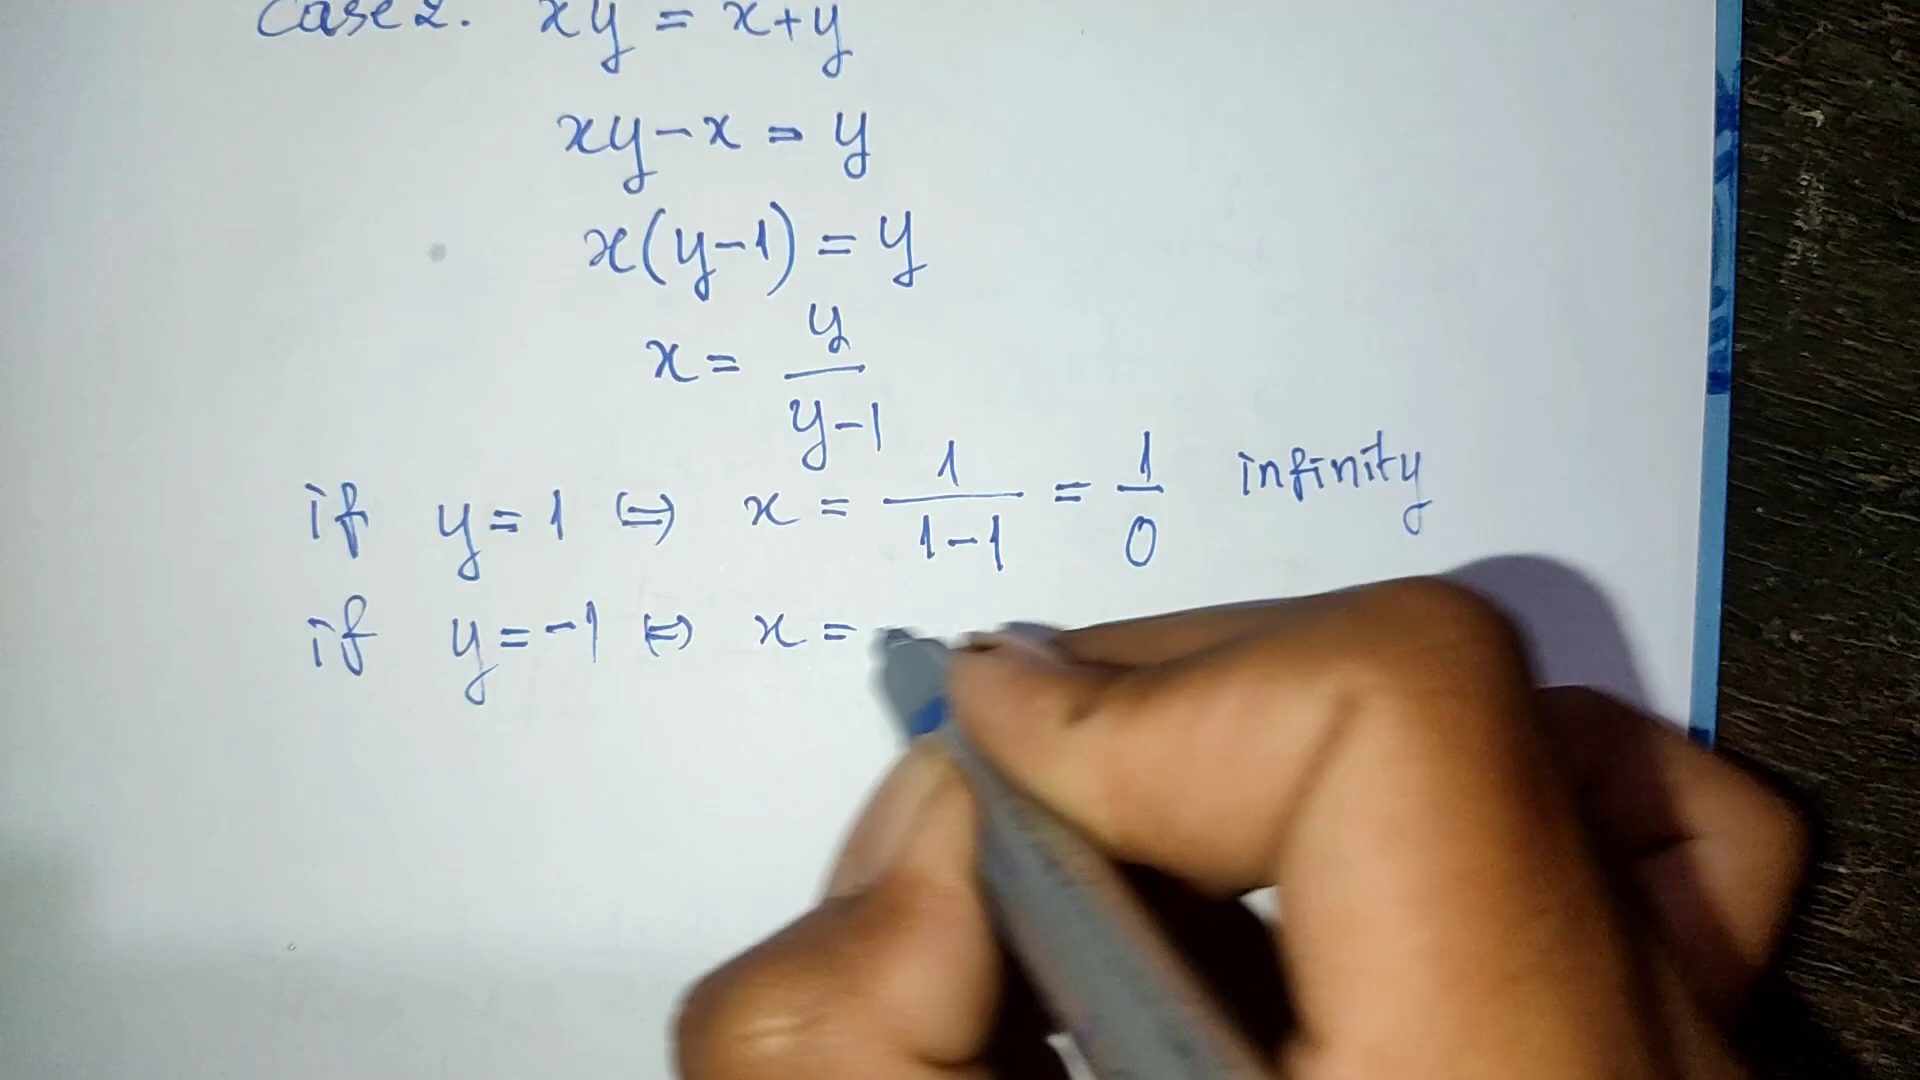 Case 2. xy = x+y
xy-x = y
x(y-1) = y
x = y/(y-1)
if y=1 ⇔ x = 1/(1-1) = 1/0 infinity
if y=-1 ⇔ x =